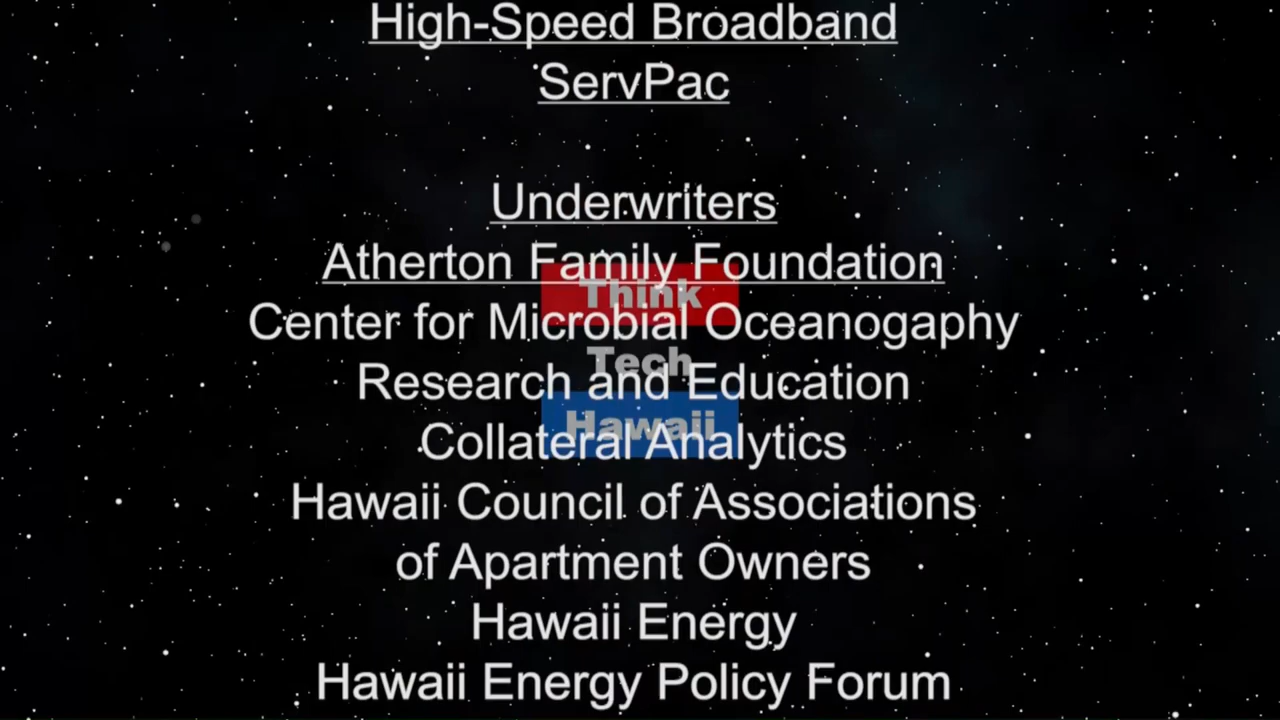 High-Speed Broadband
ServPac
Underwriters
Atherton Family Foundation
Think
Center for Microbial Oceanogaphy
Tech
Research and Education
Hawaii
Collateral Analytics
Hawaii Council of Associations
of Apartment Owners
Hawaii Energy
Hawaii Energy Policy Forum